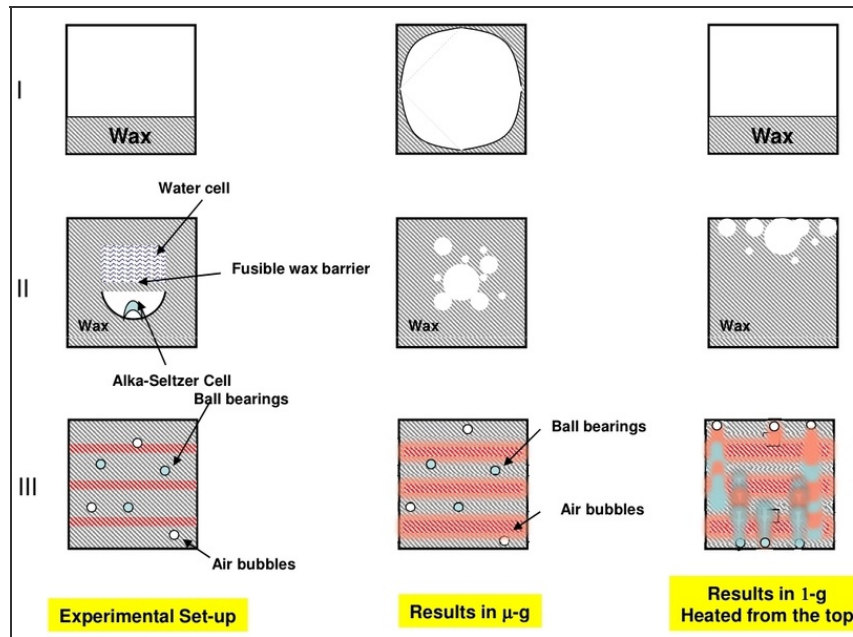 I
Wax
Wax
Water cell
Fusible wax barrier
II
Wax
Wax
Alka-Seltzer Cell
Ball bearings
Ball bearings
III
Air bubbles
Air bubbles
Experimental Set-up
Results in µ-g
Results in 1-g
Heated from the top